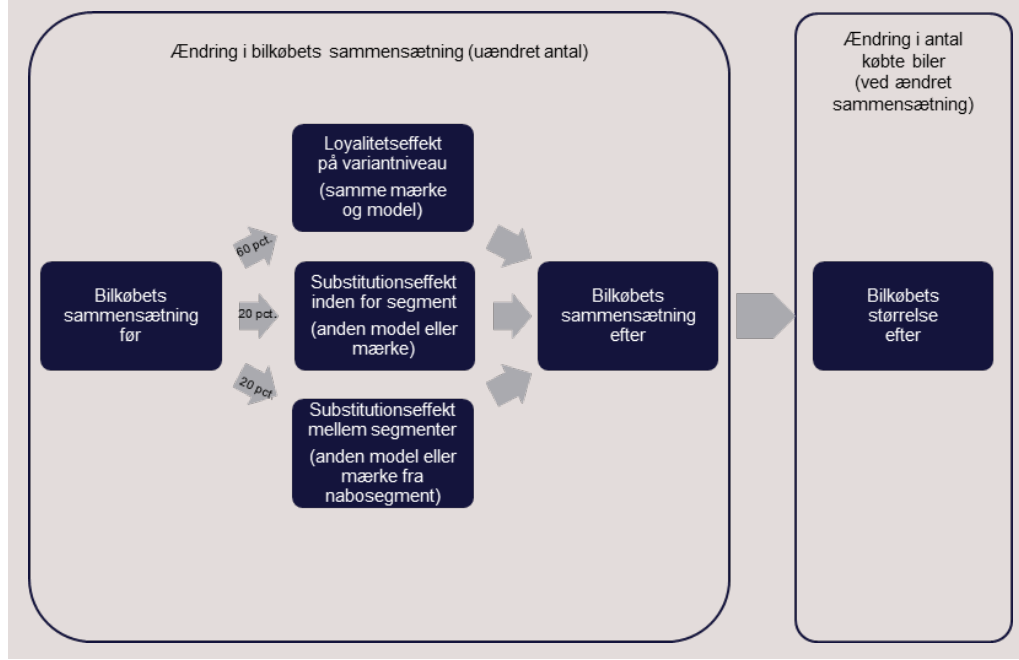 Ændring i bilkøbets sammensætning (uændret antal)
Loyalitetseffekt
på variantniveau
(samme mærke
og model)
60 pct.
Bilkøbets
sammensætning
før
20 pct.
Substitutionseffekt
inden for segment
(anden model eller
mærke)
20 pct.
Substitutionseffekt
mellem segmenter
(anden model eller
mærke fra
nabosegment)
Bilkøbets
sammensætning
efter
Ændring i antal
købte biler
(ved ændret
sammensætning)
Bilkøbets
størrelse
efter